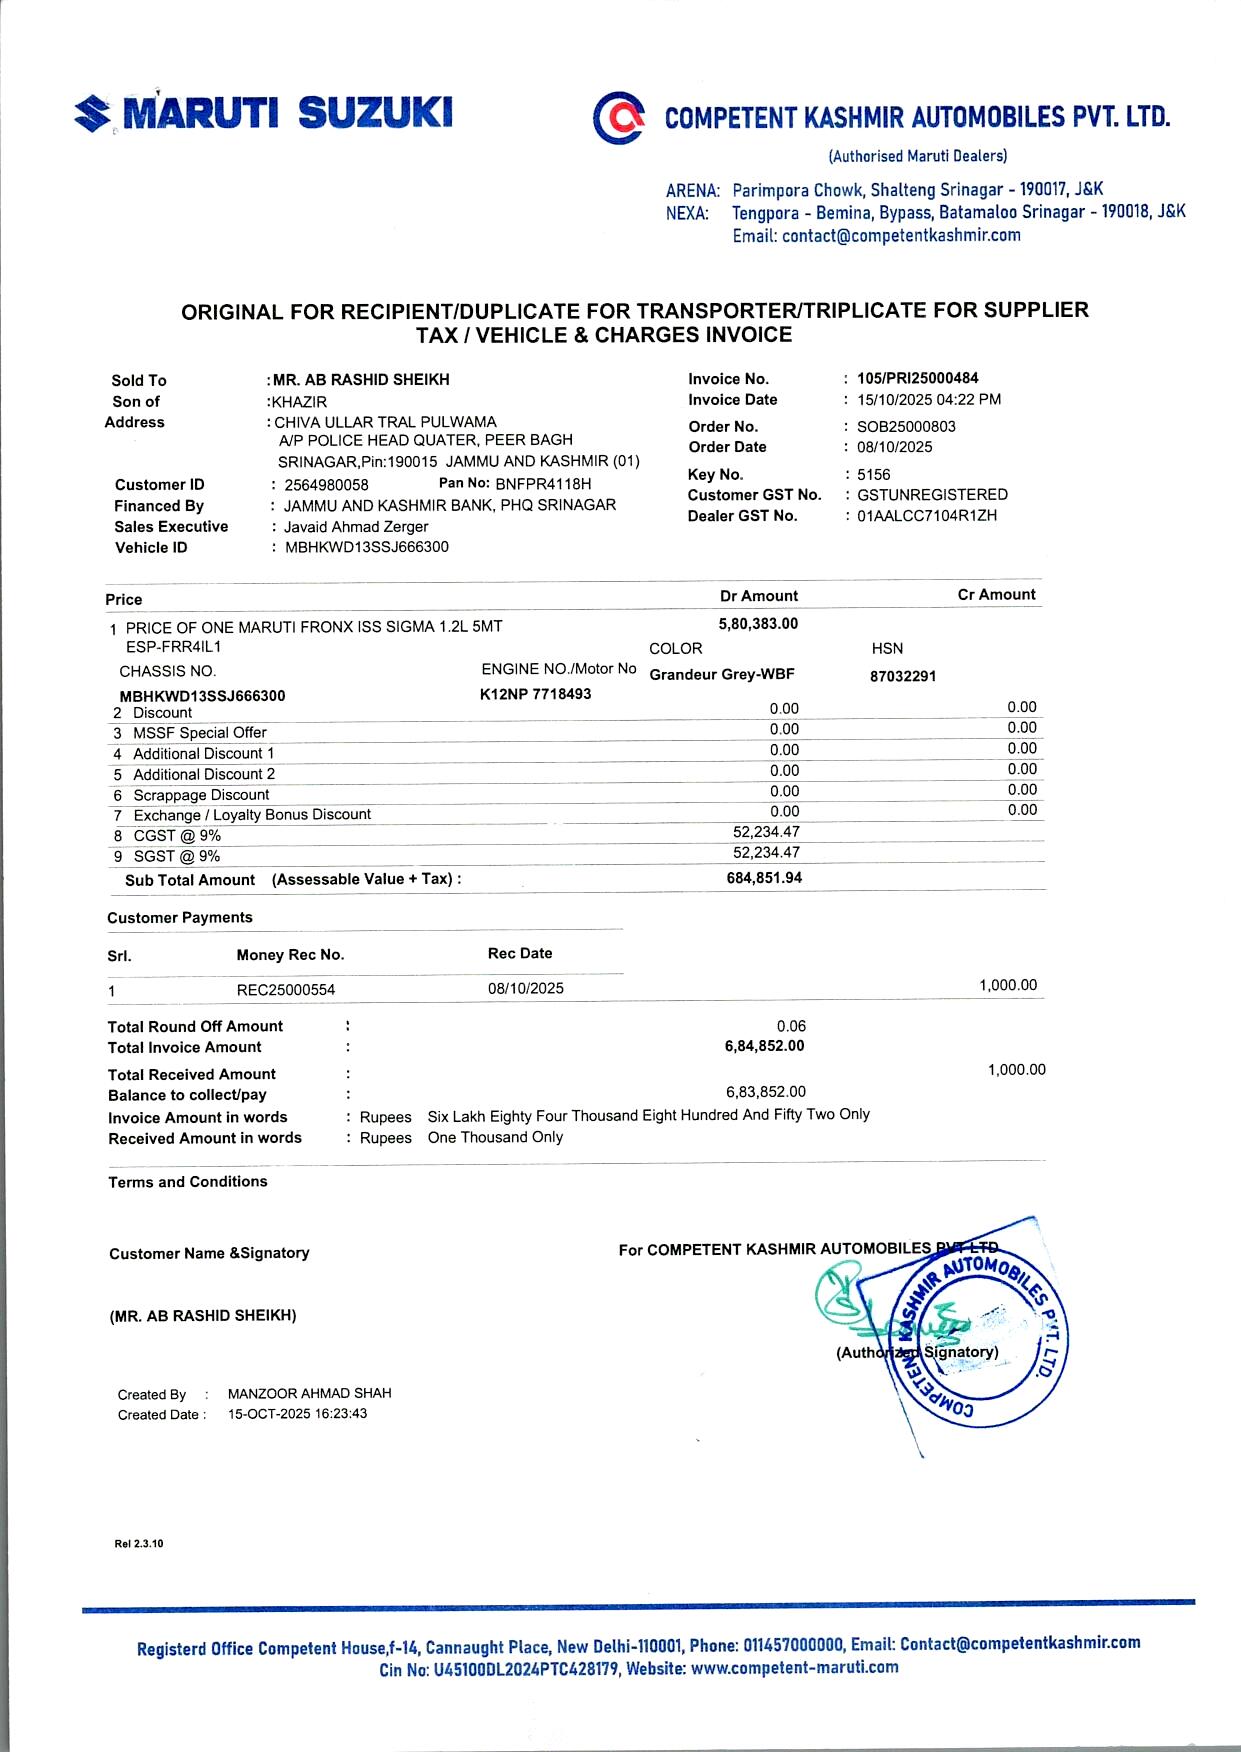 MARUTI SUZUKI
COMPETENT KASHMIR AUTOMOBILES PVT. LTD.
(Authorised Maruti Dealers)
ARENA: Parimpora Chowk, Shalteng Srinagar - 190017, J&K
NEXA: Tengpora - Bemina, Bypass, Batamaloo Srinagar - 190018, J&K
Email: contact@competentkashmir.com
ORIGINAL FOR RECIPIENT/DUPLICATE FOR TRANSPORTER/TRIPLICATE FOR SUPPLIER
TAX / VEHICLE & CHARGES INVOICE
Sold To : MR. AB RASHID SHEIKH Invoice No. : 105/PRI25000484
Son of : KHAZIR Invoice Date : 15/10/2025 04:22 PM
Address : CHIVA ULLAR TRAL PULWAMA Order No. : SOB25000803
A/P POLICE HEAD QUATER, PEER BAGH Order Date : 08/10/2025
SRINAGAR,Pin:190015 JAMMU AND KASHMIR (01)
Key No. : 5156
Customer ID : 2564980058 Pan No: BNFPR4118H Customer GST No. : GSTUNREGISTERED
Financed By : JAMMU AND KASHMIR BANK, PHQ SRINAGAR Dealer GST No. : 01AALCC7104R1ZH
Sales Executive : Javaid Ahmad Zerger
Vehicle ID : MBHKWD13SSJ666300
Price Dr Amount Cr Amount
1 PRICE OF ONE MARUTI FRONX ISS SIGMA 1.2L 5MT 5,80,383.00
ESP-FRR4IL1 COLOR HSN
CHASSIS NO. ENGINE NO./Motor No Grandeur Grey-WBF 87032291
MBHKWD13SSJ666300 K12NP 7718493
2 Discount 0.00 0.00
3 MSSF Special Offer 0.00 0.00
4 Additional Discount 1 0.00 0.00
5 Additional Discount 2 0.00 0.00
6 Scrappage Discount 0.00 0.00
7 Exchange / Loyalty Bonus Discount 0.00 0.00
8 CGST @ 9% 52,234.47
9 SGST @ 9% 52,234.47
Sub Total Amount (Assessable Value + Tax) : 684,851.94
Customer Payments
Srl. Money Rec No. Rec Date
1 REC25000554 08/10/2025 1,000.00
Total Round Off Amount : 0.06
Total Invoice Amount : 6,84,852.00
Total Received Amount : 1,000.00
Balance to collect/pay : 6,83,852.00
Invoice Amount in words : Rupees Six Lakh Eighty Four Thousand Eight Hundred And Fifty Two Only
Received Amount in words : Rupees One Thousand Only
Terms and Conditions
Customer Name &Signatory For COMPETENT KASHMIR AUTOMOBILES PVT LTD
COMPETENT KASHMIR AUTOMOBILES PVT. LTD.
(MR. AB RASHID SHEIKH)
(Authorized Signatory)
Created By : MANZOOR AHMAD SHAH
Created Date : 15-OCT-2025 16:23:43
Rel 2.3.10
Registerd Office Competent House,f-14, Cannaught Place, New Delhi-110001, Phone: 011457000000, Email: Contact@competentkashmir.com
Cin No: U45100DL2024PTC428179, Website: www.competent-maruti.com